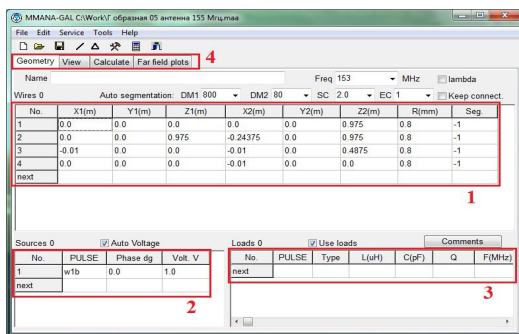 MMANA-GAL C:\Work\Г образная 05 антенна 155 Мгц.maa
File Edit Service Tools Help
4
Geometry View Calculate Far field plots
Name Freq 153 MHz lambda
Wires 0 Auto segmentation: DM1 800 DM2 80 SC 2.0 EC 1 Keep connect.
No. X1(m) Y1(m) Z1(m) X2(m) Y2(m) Z2(m) R(mm) Seg.
1 0.0 0.0 0.0 0.0 0.0 0.975 0.8 -1
2 0.0 0.0 0.975 -0.24375 0.0 0.975 0.8 -1
3 -0.01 0.0 0.0 -0.01 0.0 0.4875 0.8 -1
4 0.0 0.0 0.0 -0.01 0.0 0.0 0.8 -1
next
1
Sources 0 Auto Voltage Loads 0 Use loads Comments
No. PULSE Phase dg Volt. V No. PULSE Type L(uH) C(pF) Q F(MHz)
1 w1b 0.0 1.0 next
next
2 3